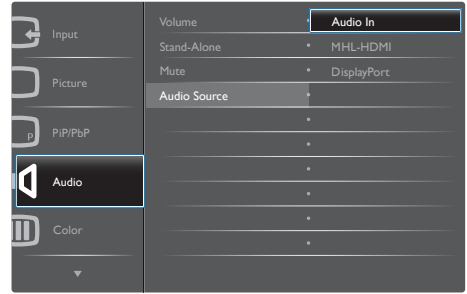 Input
Picture
p
PiP/PbP
Audio
Color
Volume
Stand-Alone
Mute
Audio Source
Audio In
MHL-HDMI
DisplayPort